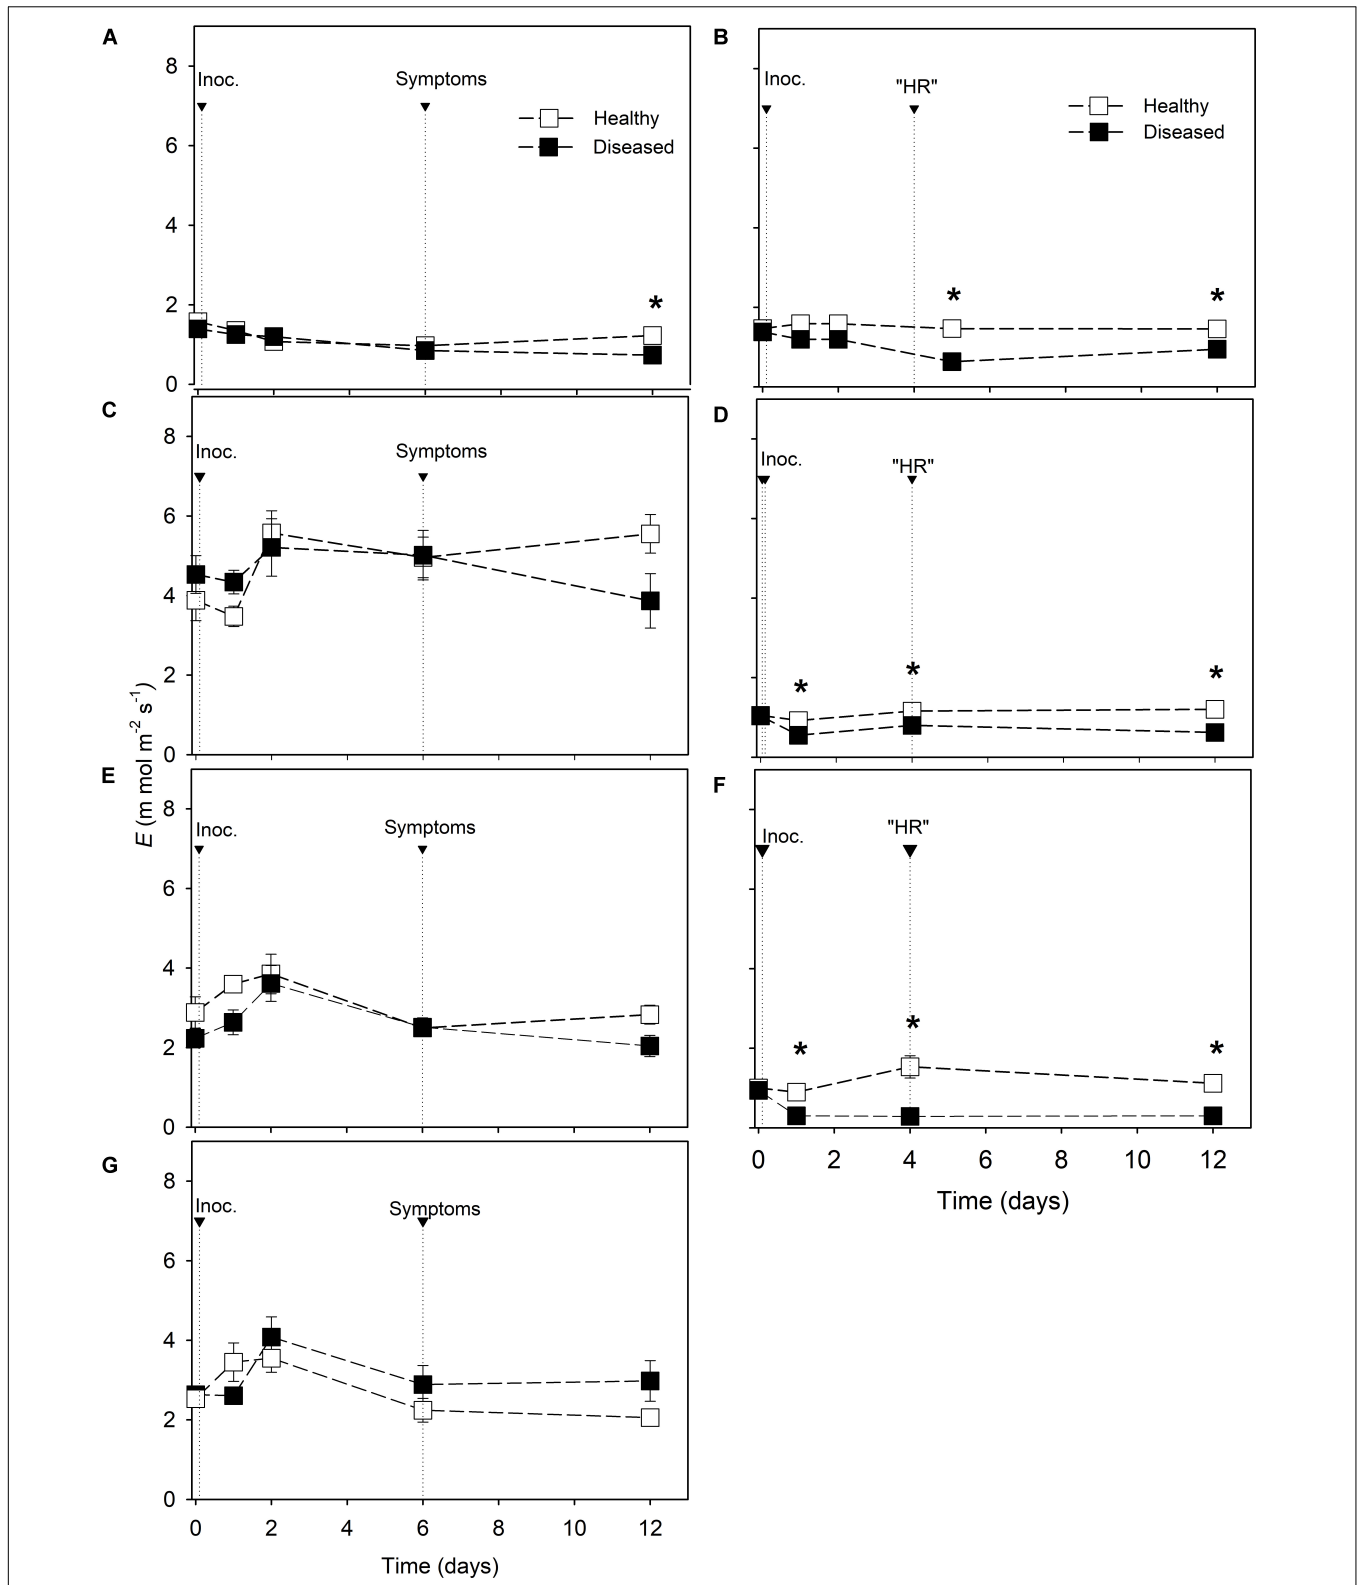 A
8
6
4
2
0
Inoc.
Symptoms
Healthy
Diseased
*
B
Inoc.
"HR"
Healthy
Diseased
*
*
C
8
6
4
2
0
Inoc.
Symptoms
D
Inoc.
"HR"
*
*
*
E (m mol m⁻² s⁻¹)
E
8
6
4
2
0
Inoc.
Symptoms
F
Inoc.
"HR"
*
*
*
0 2 4 6 8 10 12
Time (days)
G
8
6
4
2
0
Inoc.
Symptoms
0 2 4 6 8 10 12
Time (days)